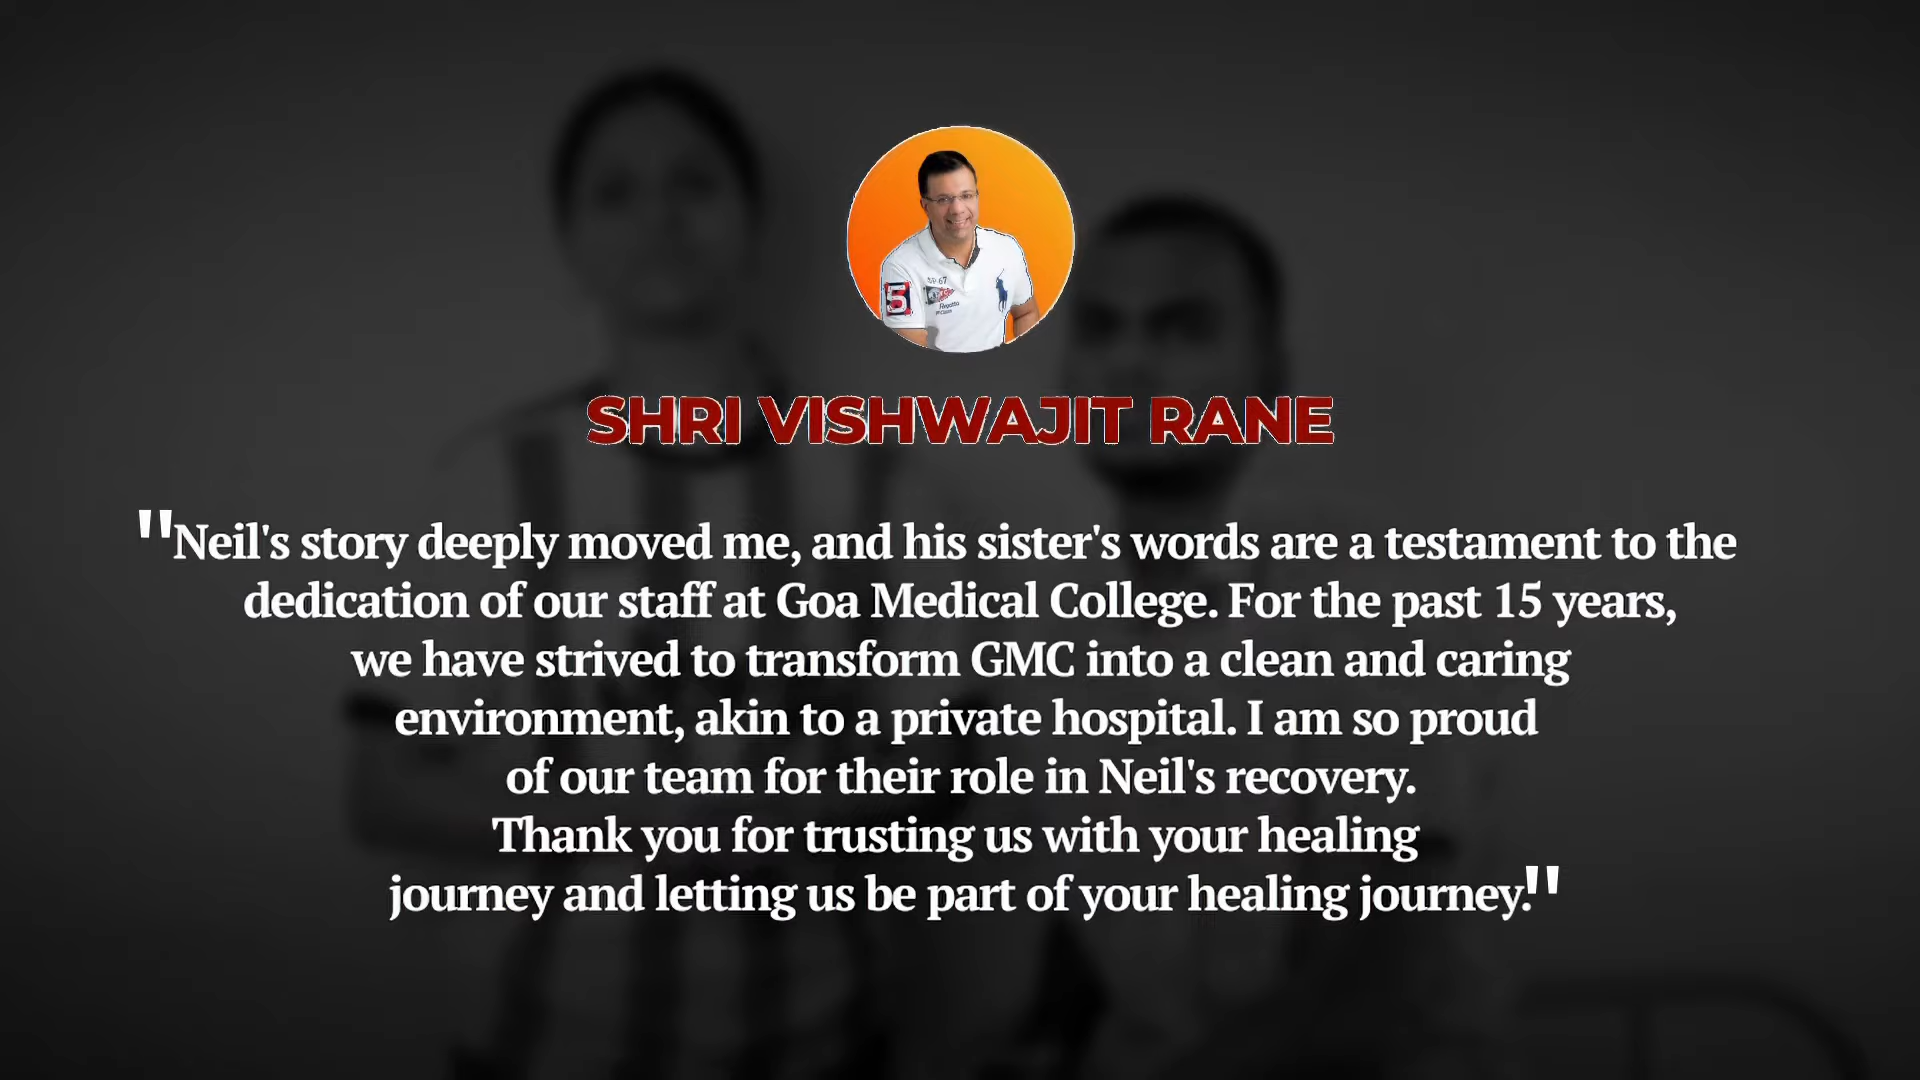 SHRI VISHWAJIT RANE
"Neil's story deeply moved me, and his sister's words are a testament to the
dedication of our staff at Goa Medical College. For the past 15 years,
we have strived to transform GMC into a clean and caring
environment, akin to a private hospital. I am so proud
of our team for their role in Neil's recovery.
Thank you for trusting us with your healing
journey and letting us be part of your healing journey."